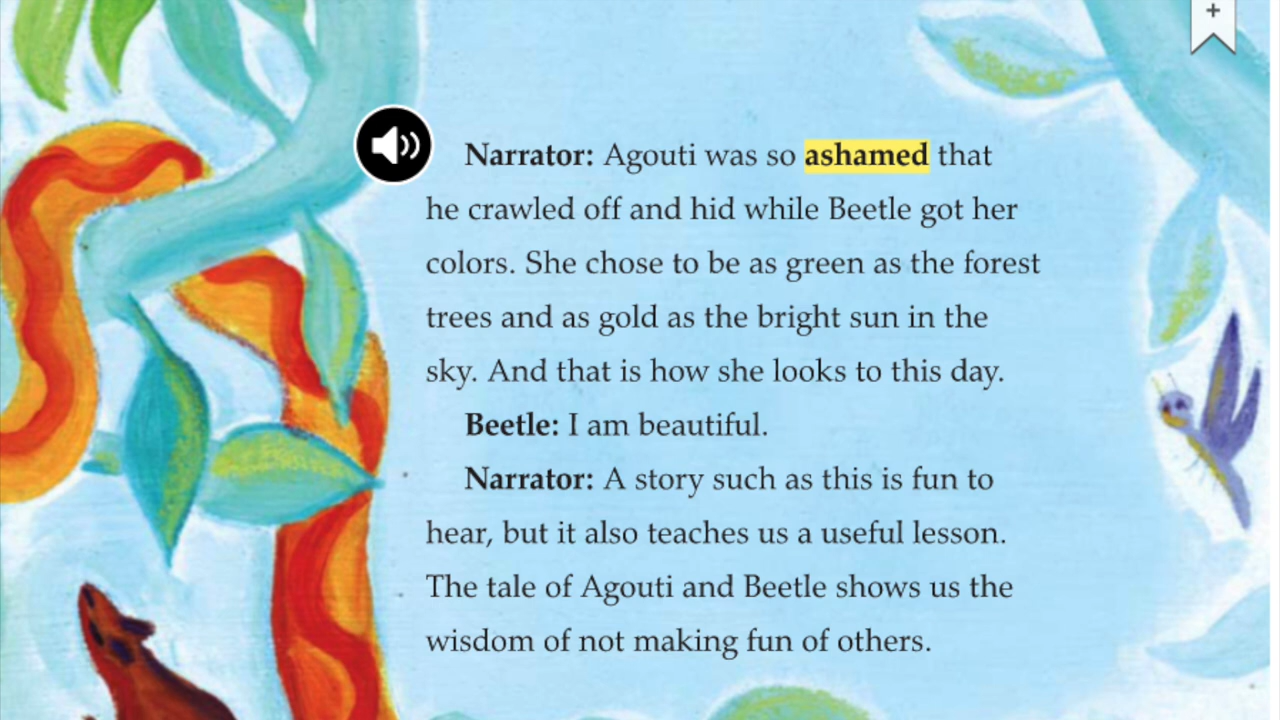 Narrator: Agouti was so ashamed that
he crawled off and hid while Beetle got her
colors. She chose to be as green as the forest
trees and as gold as the bright sun in the
sky. And that is how she looks to this day.
Beetle: I am beautiful.
Narrator: A story such as this is fun to
hear, but it also teaches us a useful lesson.
The tale of Agouti and Beetle shows us the
wisdom of not making fun of others.